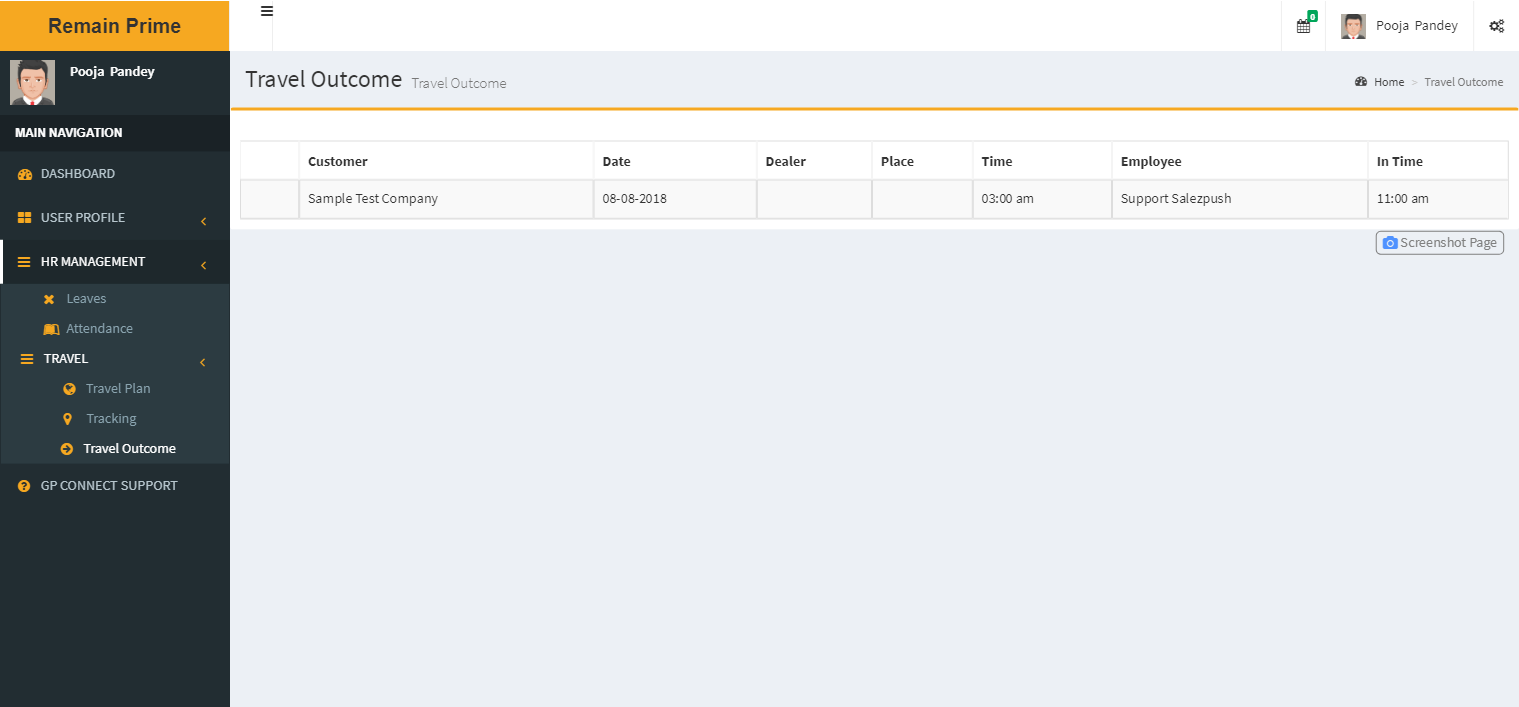 Remain Prime
0
Pooja Pandey
Pooja Pandey
MAIN NAVIGATION
DASHBOARD
USER PROFILE
HR MANAGEMENT
Leaves
Attendance
TRAVEL
Travel Plan
Tracking
Travel Outcome
GP CONNECT SUPPORT
Travel Outcome Travel Outcome
Home > Travel Outcome
Customer Date Dealer Place Time Employee In Time
Sample Test Company 08-08-2018 03:00 am Support Salezpush 11:00 am
Screenshot Page